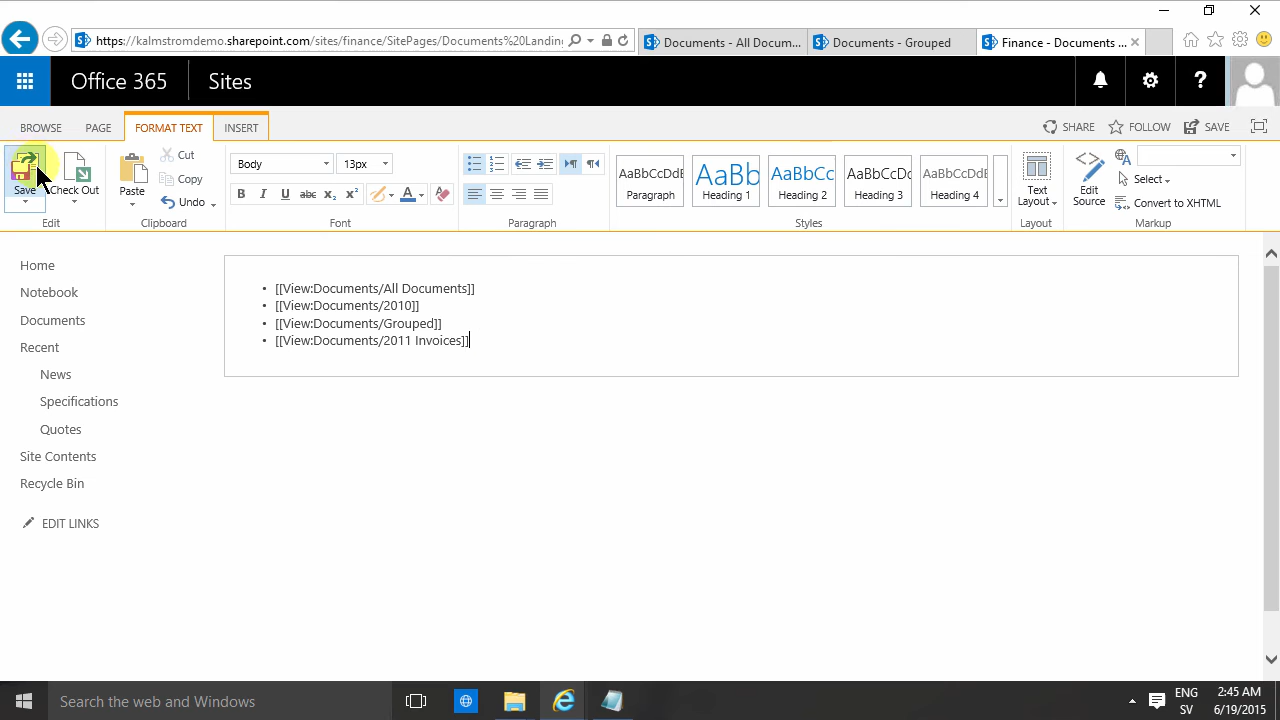 https://kalmstromdemo.sharepoint.com/sites/finance/SitePages/Documents%20Landing
Documents - All Docum...
Documents - Grouped
Finance - Documents ...
Office 365
Sites
?
BROWSE
PAGE
FORMAT TEXT
INSERT
SHARE
FOLLOW
SAVE
Save
Check Out
Edit
Paste
Cut
Copy
Undo
Clipboard
Body
13px
B I U abc x₂ x²
A
Font
Paragraph
AaBbCcDdE
Paragraph
AaBb
Heading 1
AaBbCc
Heading 2
AaBbCcDc
Heading 3
AaBbCcDdE
Heading 4
Styles
Text
Layout
Layout
Edit
Source
Select
Convert to XHTML
Markup
Home
Notebook
Documents
Recent
News
Specifications
Quotes
Site Contents
Recycle Bin
EDIT LINKS
• [[View:Documents/All Documents]]
• [[View:Documents/2010]]
• [[View:Documents/Grouped]]
• [[View:Documents/2011 Invoices]]
Search the web and Windows
ENG
SV
2:45 AM
6/19/2015